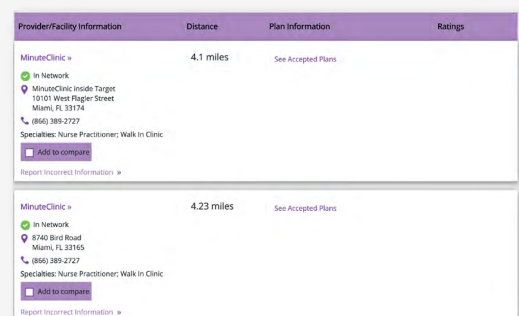 Provider/Facility Information Distance Plan Information Ratings
MinuteClinic » 4.1 miles See Accepted Plans
In Network
MinuteClinic inside Target
10101 West Flagler Street
Miami, FL 33174
(866) 389-2727
Specialties: Nurse Practitioner; Walk In Clinic
Add to compare
Report Incorrect Information »
MinuteClinic » 4.23 miles See Accepted Plans
In Network
8740 Bird Road
Miami, FL 33165
(866) 389-2727
Specialties: Nurse Practitioner; Walk In Clinic
Add to compare
Report Incorrect Information »